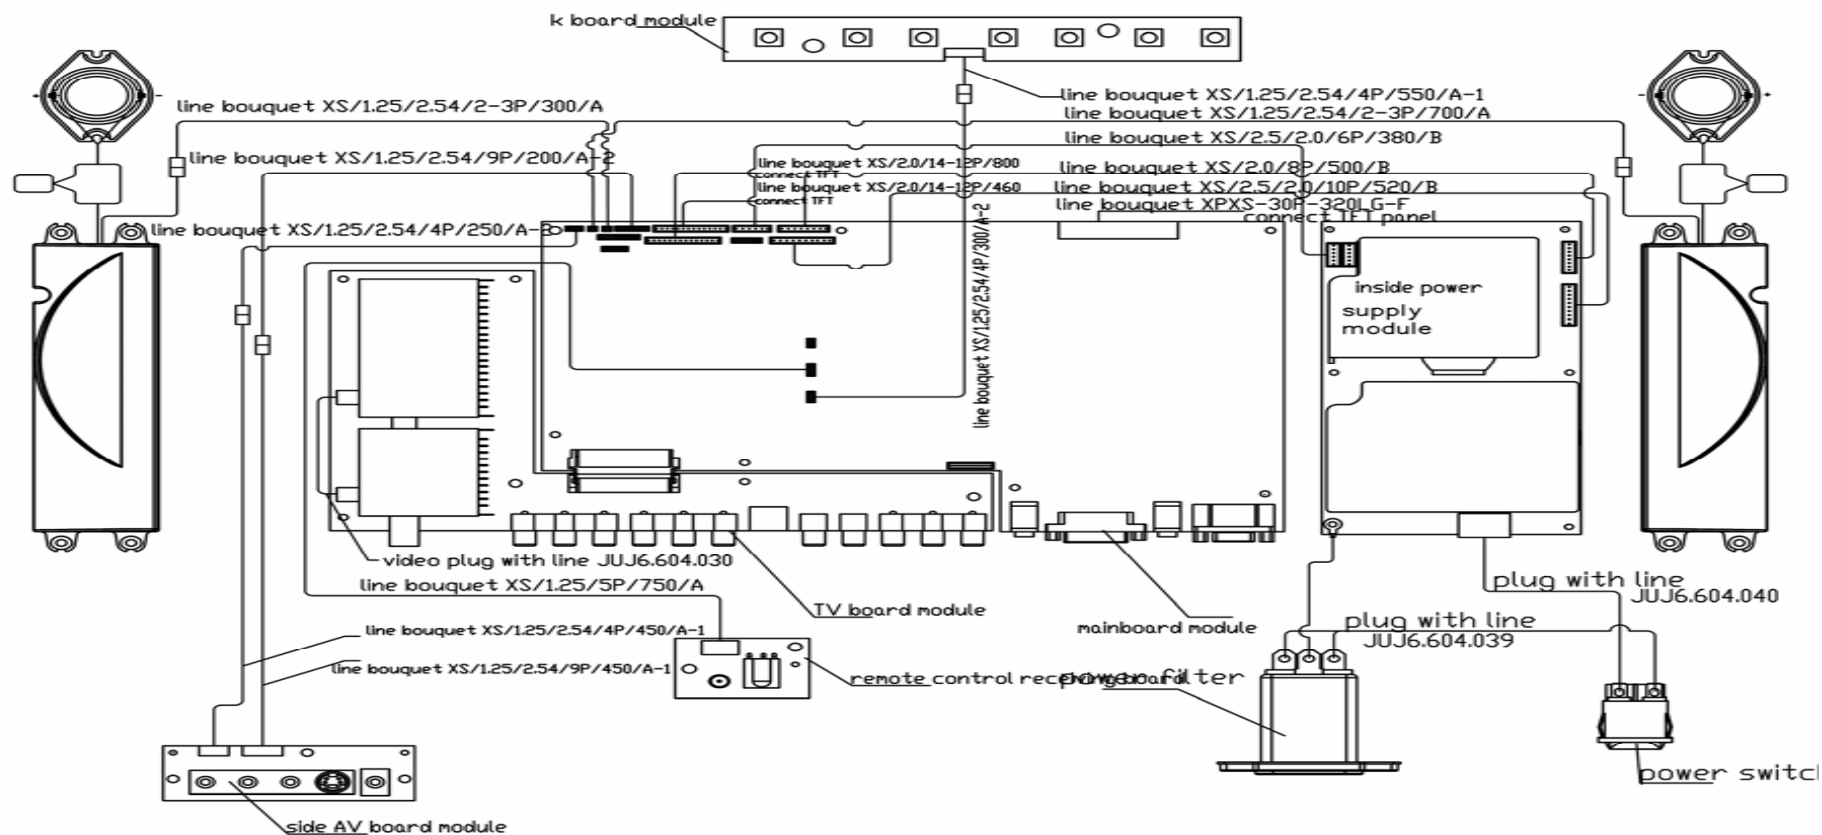 k board module
line bouquet XS/1.25/2.54/4P/550/A-1
line bouquet XS/1.25/2.54/2-3P/300/A
line bouquet XS/1.25/2.54/2-3P/700/A
line bouquet XS/2.5/2.0/6P/380/B
line bouquet XS/1.25/2.54/9P/200/A-2
line bouquet XS/2.0/14-12P/800
connect TFT
line bouquet XS/2.0/8P/500/B
line bouquet XS/2.0/14-12P/460
line bouquet XS/2.5/2.0/10P/520/B
connect TFT
line bouquet XPXS-30P-320LG-F
connect TFT panel
line bouquet XS/1.25/2.54/4P/250/A-2
line bouquet XS/1.25/2.54/4P/300/A-2
inside power
supply
module
video plug with line JUJ6.604.030
line bouquet XS/1.25/5P/750/A
plug with line
JUJ6.604.040
TV board module
mainboard module
plug with line
JUJ6.604.039
line bouquet XS/1.25/2.54/4P/450/A-1
line bouquet XS/1.25/2.54/9P/450/A-1
remote control receiving board
power filter
power switc
side AV board module